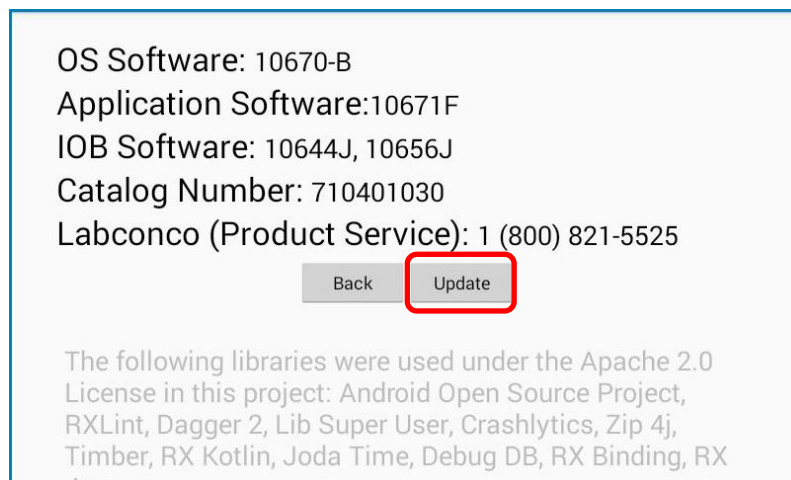 OS Software: 10670-B
Application Software:10671F
IOB Software: 10644J, 10656J
Catalog Number: 710401030
Labconco (Product Service): 1 (800) 821-5525
Back Update
The following libraries were used under the Apache 2.0
License in this project: Android Open Source Project,
RXLint, Dagger 2, Lib Super User, Crashlytics, Zip 4j,
Timber, RX Kotlin, Joda Time, Debug DB, RX Binding, RX